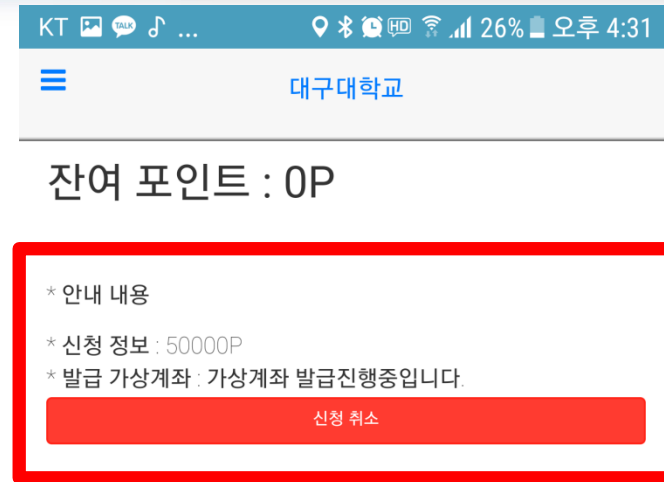 KT TALK ... HD 26% 오후 4:31
대구대학교
잔여 포인트 : 0P
* 안내 내용
* 신청 정보 : 50000P
* 발급 가상계좌 : 가상계좌 발급진행중입니다.
신청 취소